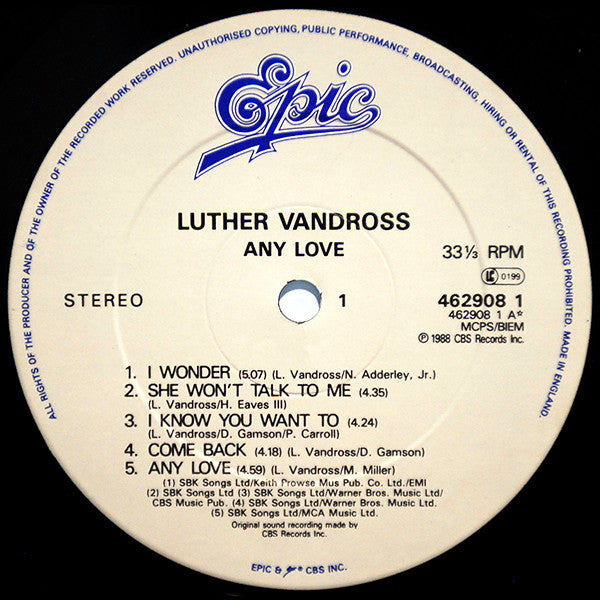 ALL RIGHTS OF THE PRODUCER AND OF THE OWNER OF THE RECORDED WORK RESERVED. UNAUTHORISED COPYING, PUBLIC PERFORMANCE, BROADCASTING, HIRING OR RENTAL OF THIS RECORDING PROHIBITED. MADE IN ENGLAND.
Epic
LUTHER VANDROSS
ANY LOVE
33⅓ RPM
LC 0199
STEREO
1
462908 1
462908 1 A*
MCPS/BIEM
℗ 1988 CBS Records Inc.
1. I WONDER (5.07) (L. Vandross/N. Adderley, Jr.)
2. SHE WON'T TALK TO ME (4.35)
(L. Vandross/H. Eaves III)
3. I KNOW YOU WANT TO (4.24)
(L. Vandross/D. Gamson/P. Carroll)
4. COME BACK (4.18) (L. Vandross/D. Gamson)
5. ANY LOVE (4.59) (L. Vandross/M. Miller)
(1) SBK Songs Ltd/Keith Prowse Mus Pub. Co. Ltd./EMI
(2) SBK Songs Ltd (3) SBK Songs Ltd/Warner Bros. Music Ltd/
CBS Music Pub. (4) SBK Songs Ltd/Warner Bros. Music Ltd.
(5) SBK Songs Ltd/MCA Music Ltd.
Original sound recording made by
CBS Records Inc.
EPIC & ® CBS INC.